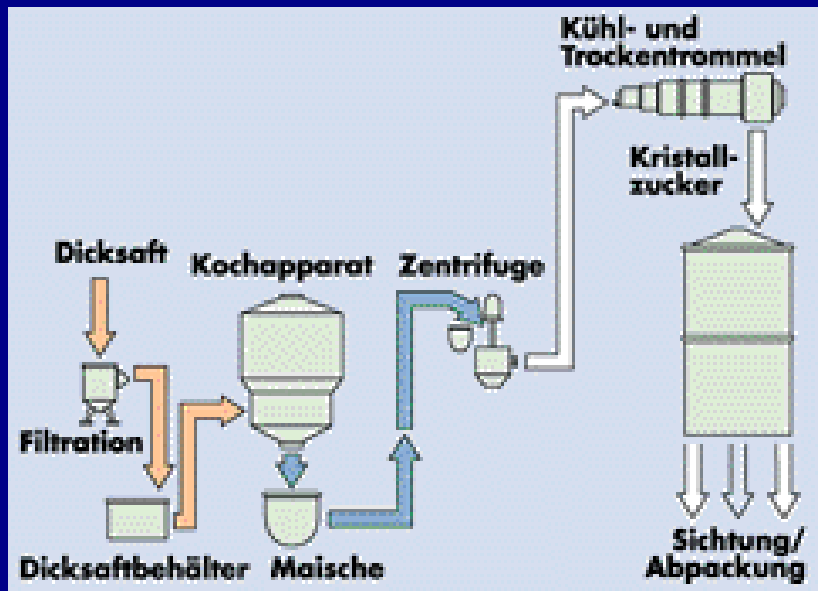 Kühl- und
Trockentrommel
Kristall-
zucker
Dicksaft
Kochapparat
Zentrifuge
Filtration
Dicksaftbehälter
Maische
Sichtung/
Abpackung